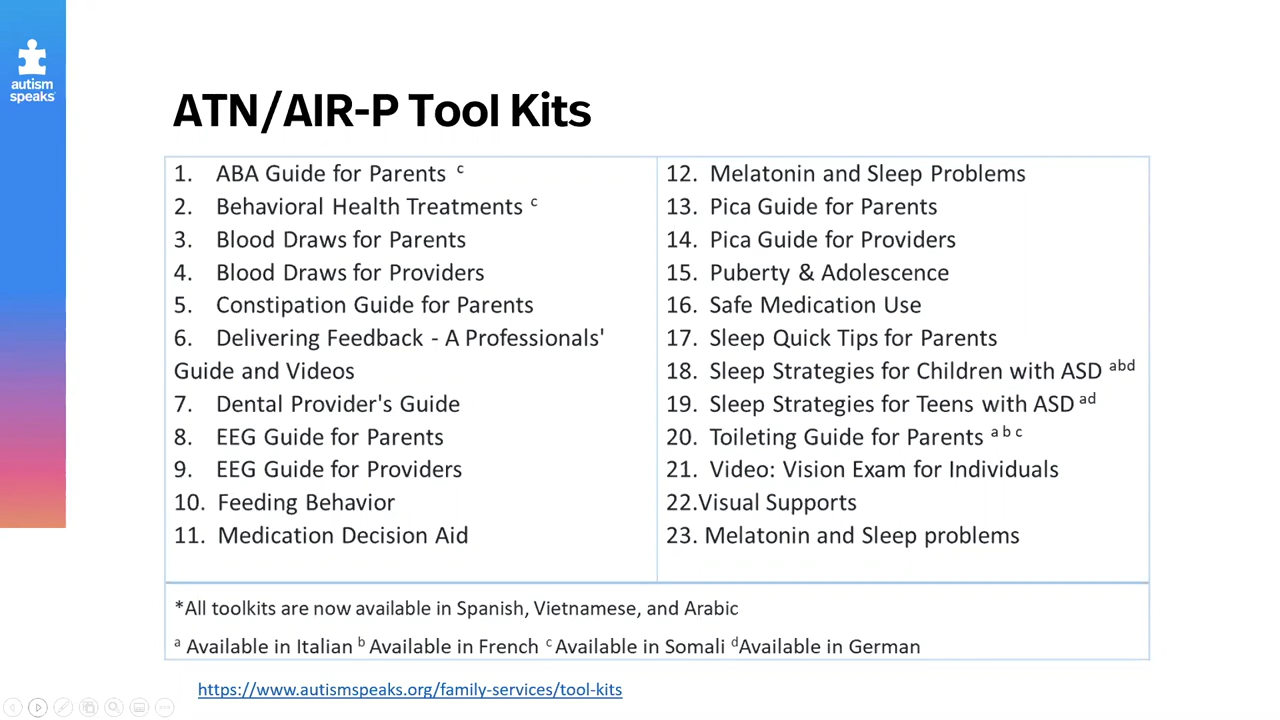 autism
speaks
ATN/AIR-P Tool Kits
1. ABA Guide for Parents c
2. Behavioral Health Treatments c
3. Blood Draws for Parents
4. Blood Draws for Providers
5. Constipation Guide for Parents
6. Delivering Feedback - A Professionals'
Guide and Videos
7. Dental Provider's Guide
8. EEG Guide for Parents
9. EEG Guide for Providers
10. Feeding Behavior
11. Medication Decision Aid
12. Melatonin and Sleep Problems
13. Pica Guide for Parents
14. Pica Guide for Providers
15. Puberty & Adolescence
16. Safe Medication Use
17. Sleep Quick Tips for Parents
18. Sleep Strategies for Children with ASD abd
19. Sleep Strategies for Teens with ASD ad
20. Toileting Guide for Parents a b c
21. Video: Vision Exam for Individuals
22.Visual Supports
23. Melatonin and Sleep problems
*All toolkits are now available in Spanish, Vietnamese, and Arabic
a Available in Italian b Available in French c Available in Somali dAvailable in German
https://www.autismspeaks.org/family-services/tool-kits